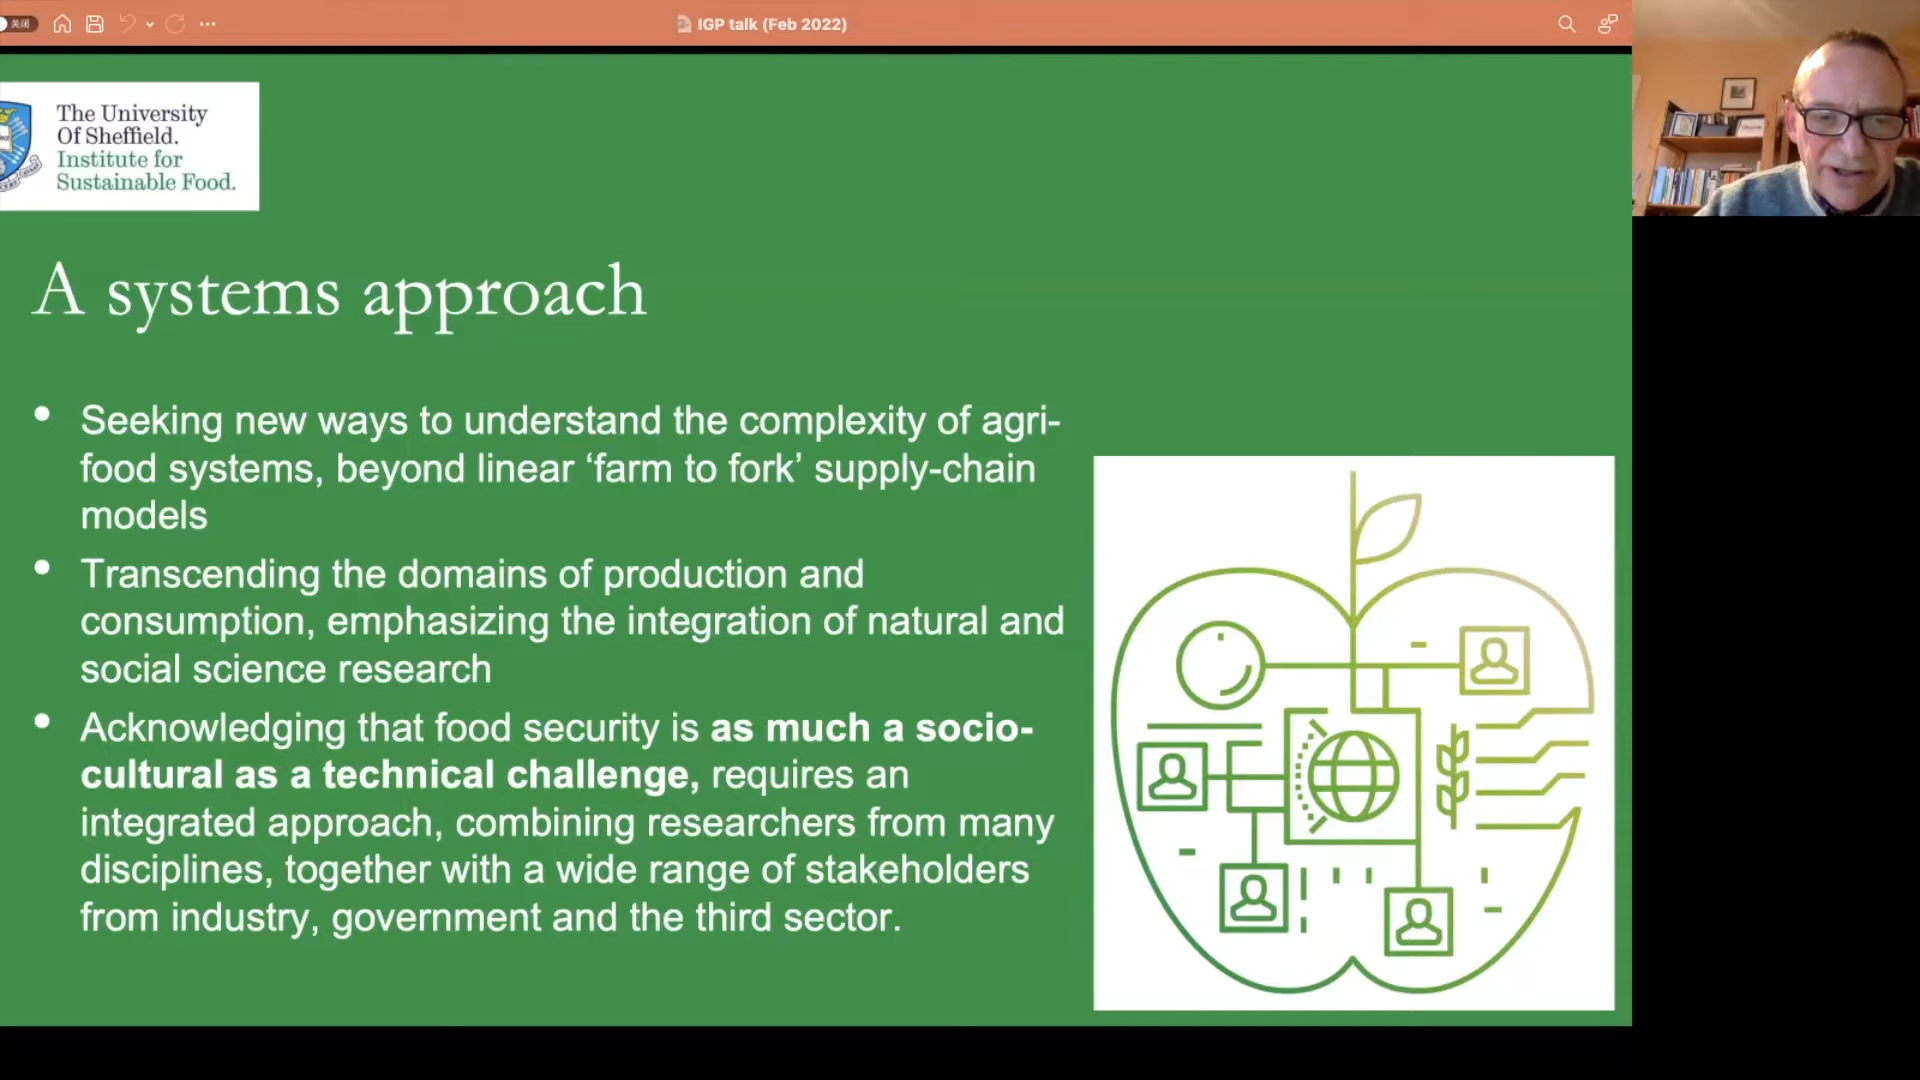 关闭
IGP talk (Feb 2022)
The University
Of Sheffield.
Institute for
Sustainable Food.
A systems approach
• Seeking new ways to understand the complexity of agri-
food systems, beyond linear ‘farm to fork’ supply-chain
models
• Transcending the domains of production and
consumption, emphasizing the integration of natural and
social science research
• Acknowledging that food security is as much a socio-
cultural as a technical challenge, requires an
integrated approach, combining researchers from many
disciplines, together with a wide range of stakeholders
from industry, government and the third sector.